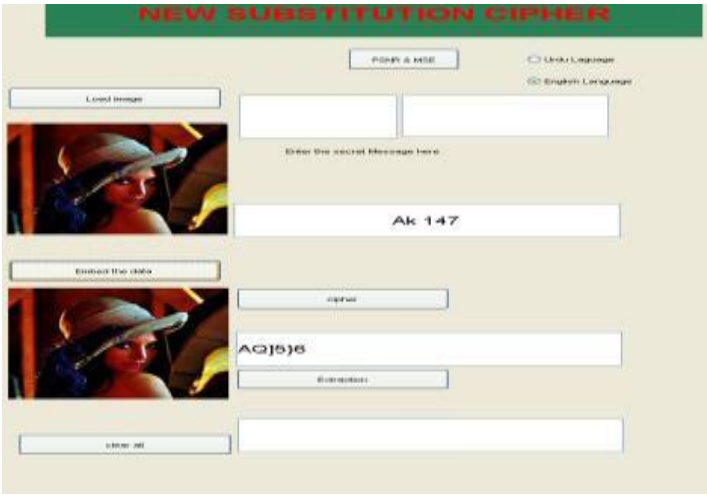 NEW SUBSTITUTION CIPHER
PSNR & MSE
Urdu Laguage
English Language
Load Image
Enter the secret Message here
Ak 147
Embed the data
cipher
AQ]5}6
Extraction
clear all